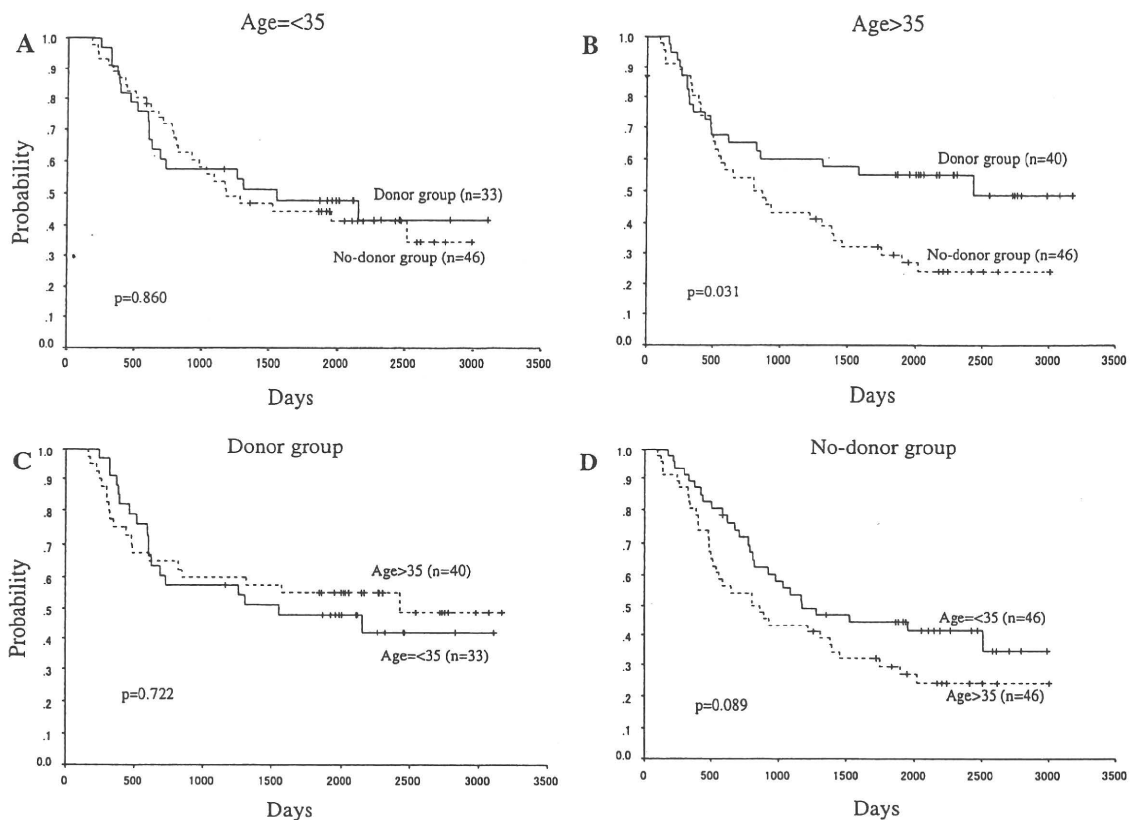 A
Age=<35
Probability
1.0
.9
.8
.7
.6
.5
.4
.3
.2
.1
0.0
Donor group (n=33)
No-donor group (n=46)
p=0.860
500
1000
1500
2000
2500
3000
3500
Days
B
Age>35
Probability
1.0
.9
.8
.7
.6
.5
.4
.3
.2
.1
0.0
Donor group (n=40)
No-donor group (n=46)
p=0.031
0
500
1000
1500
2000
2500
3000
3500
Days
C
Donor group
Probability
1.0
.9
.8
.7
.6
.5
.4
.3
.2
.1
0.0
Age>35 (n=40)
Age=<35 (n=33)
p=0.722
0
500
1000
1500
2000
2500
3000
3500
Days
D
No-donor group
1.0
.9
.8
.7
.6
.5
.4
.3
.2
.1
0.0
Age=<35 (n=46)
Age>35 (n=46)
p=0.089
0
500
1000
1500
2000
2500
3000
3500
Days